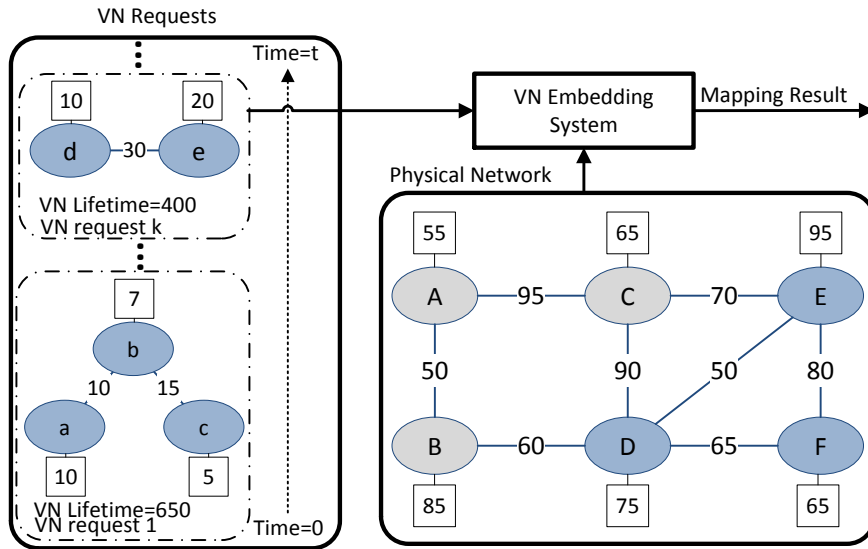 VN Requests
Time=t
10
20
d
30
e
VN Lifetime=400
VN request k
7
b
10
15
a
c
10
5
VN Lifetime=650
VN request 1
Time=0
VN Embedding
System
Mapping Result
Physical Network
55
65
95
A
95
C
70
E
50
90
50
80
B
60
D
65
F
85
75
65